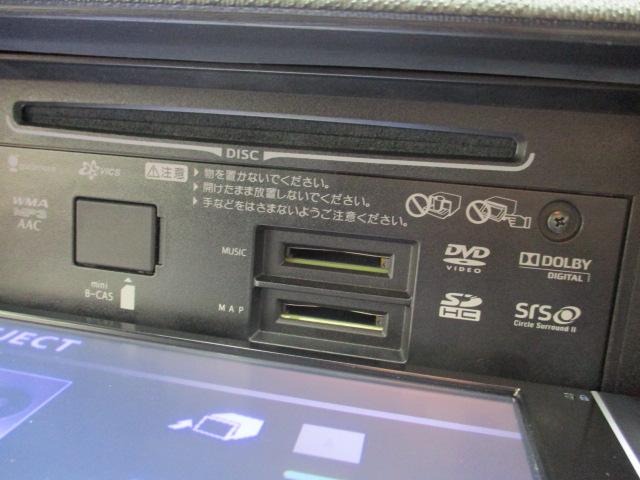 DISC
VICS
⚠注意
▶物を置かないでください。
▶開けたまま放置しないでください。
▶手などをはさまないようご注意ください。
WMA
MP3
AAC
mini
B-CAS
MUSIC
MAP
DVD
VIDEO
DOLBY
DIGITAL
SD
HC
SRS
Circle Surround II
JECT